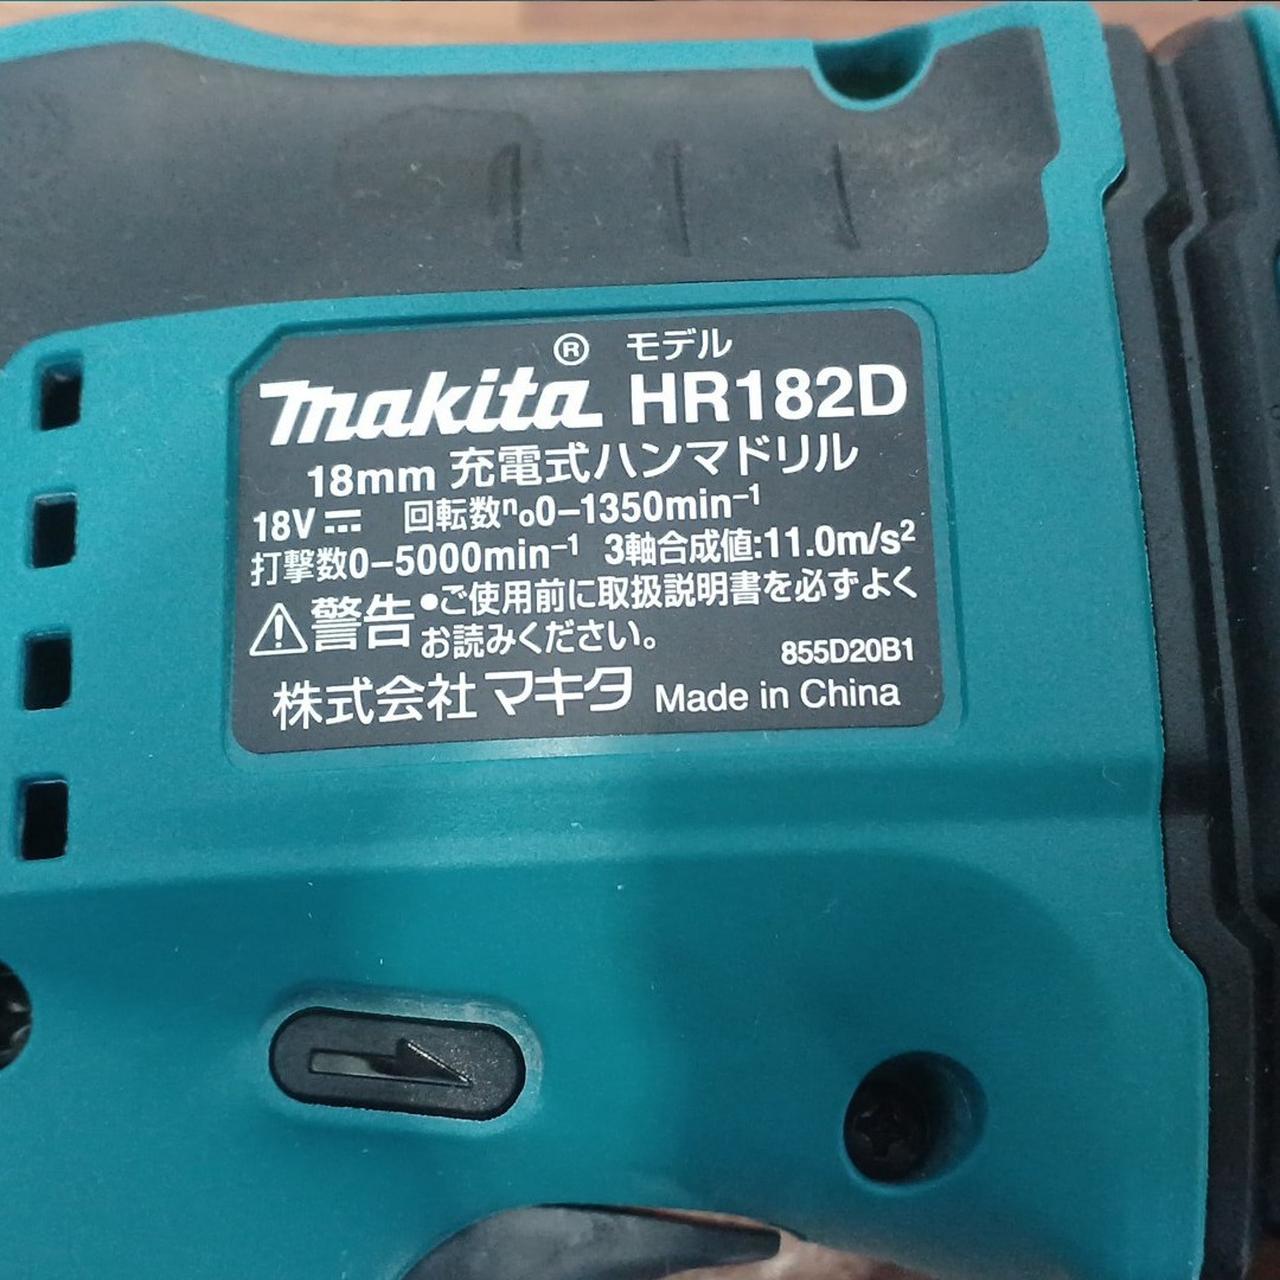 ® モデル
makita HR182D
18mm 充電式ハンマドリル
18V⎓ 回転数n₀0-1350min⁻¹
打撃数0-5000min⁻¹ 3軸合成値:11.0m/s²
⚠警告 ●ご使用前に取扱説明書を必ずよく
お読みください。
855D20B1
株式会社マキタ Made in China